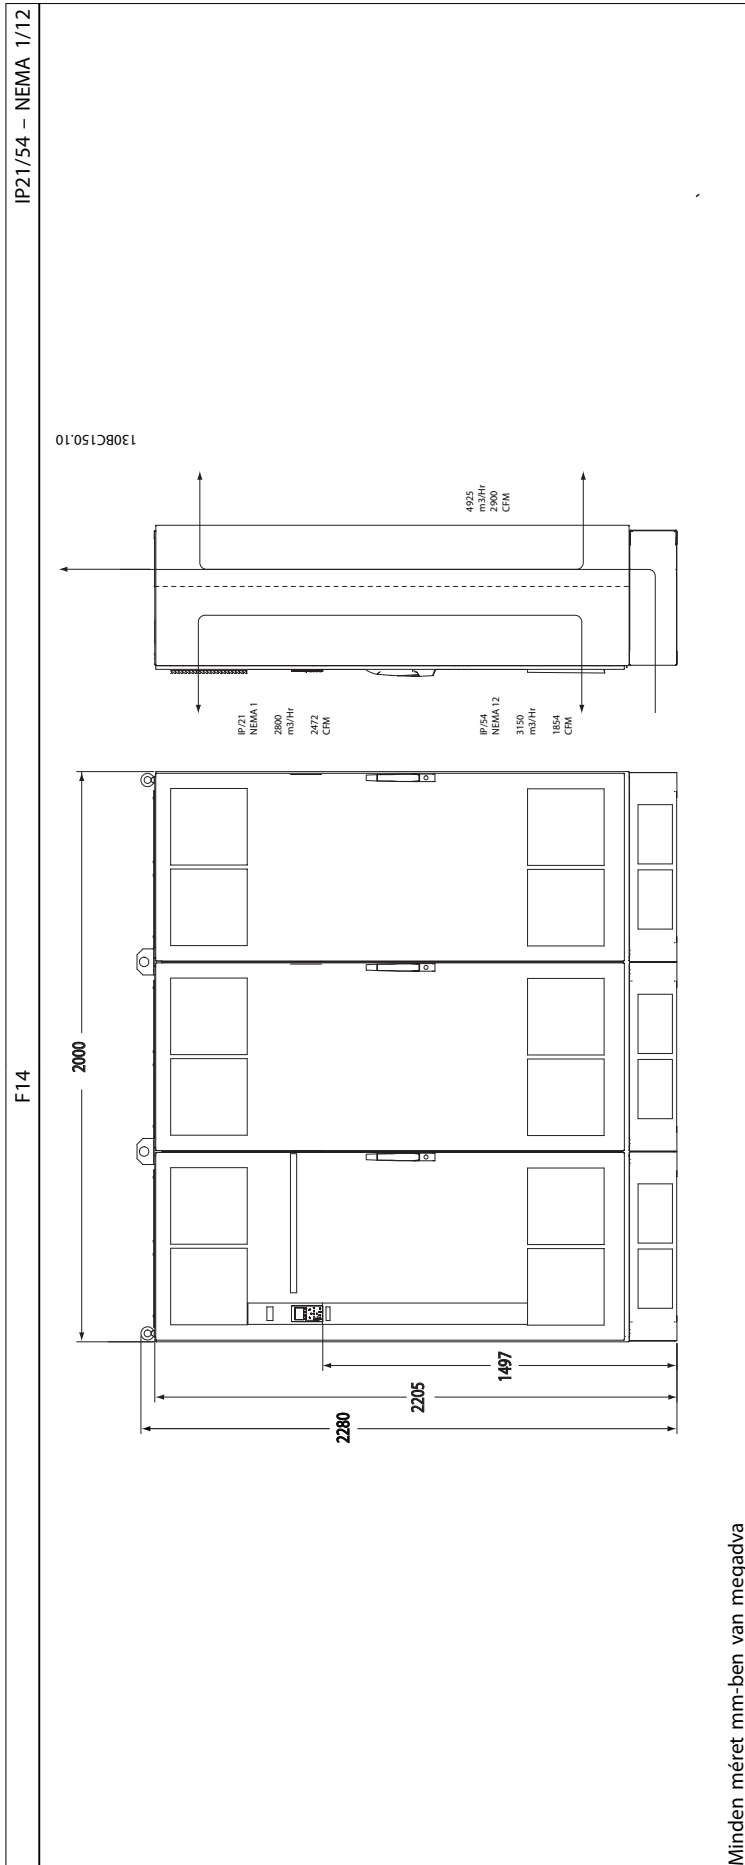 F14
IP21/54 – NEMA 1/12
130BC150.10
2000
2280
2205
1497
IP/21
NEMA 1
2800
m3/Hr
2472
CFM
IP/54
NEMA 12
3150
m3/Hr
1854
CFM
4925
m3/Hr
2900
CFM
Minden méret mm-ben van megadva